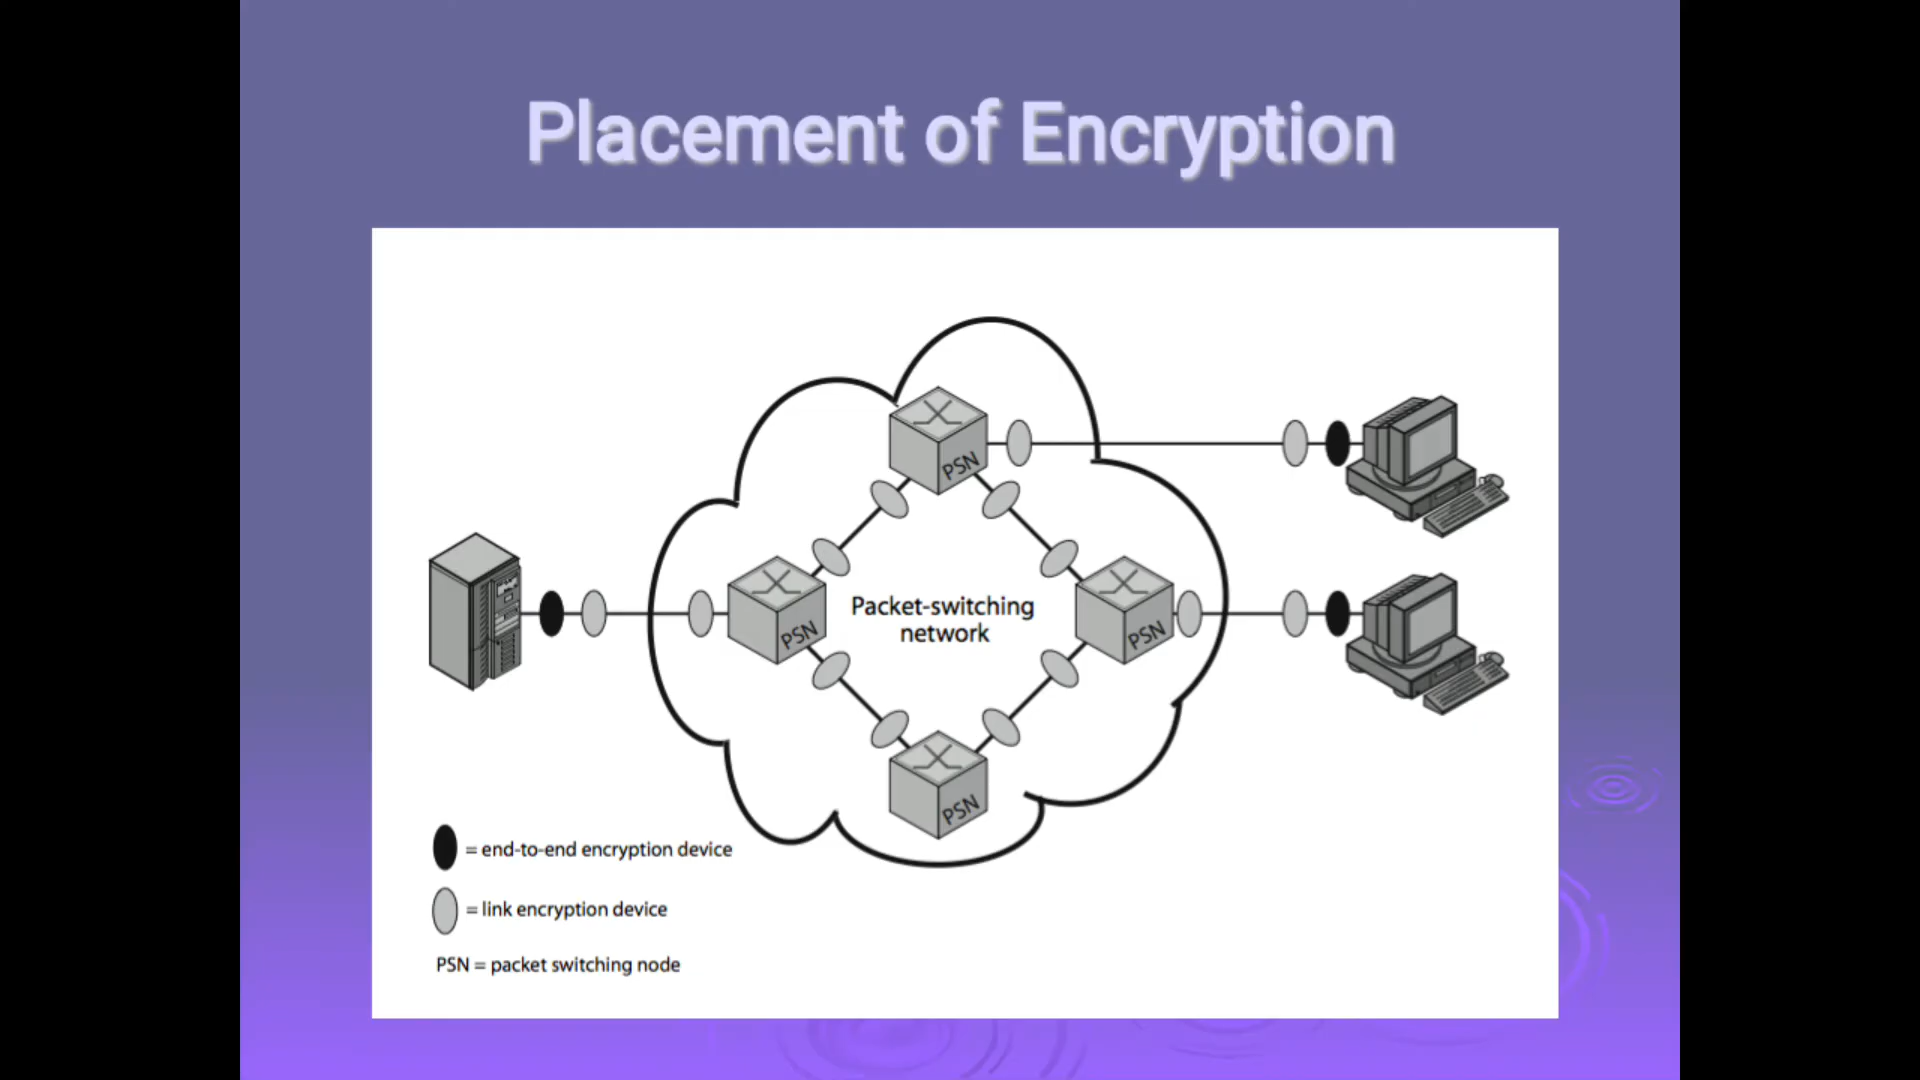 Placement of Encryption
PSN
PSN
Packet-switching
network
PSN
PSN
= end-to-end encryption device
= link encryption device
PSN = packet switching node